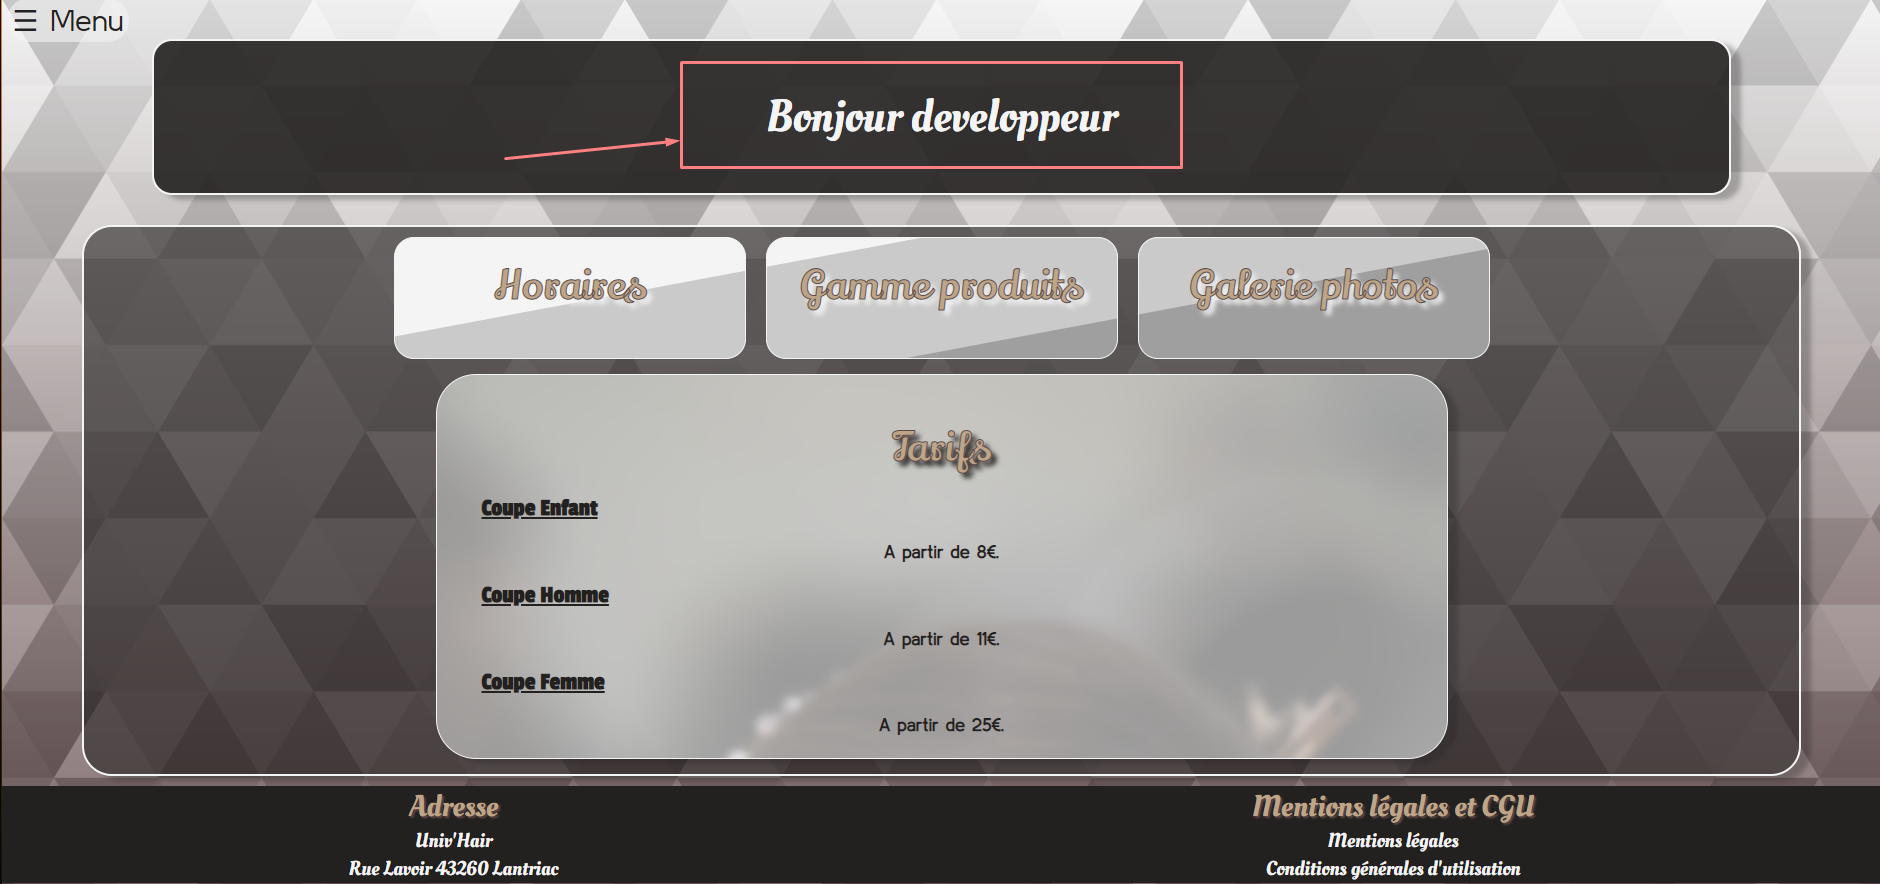 ☰ Menu
Bonjour developpeur
Horaires
Gamme produits
Galerie photos
Tarifs
Coupe Enfant
A partir de 8€.
Coupe Homme
A partir de 11€.
Coupe Femme
A partir de 25€.
Adresse
Univ'Hair
Rue Lavoir 43260 Lantriac
Mentions légales et CGU
Mentions légales
Conditions générales d'utilisation